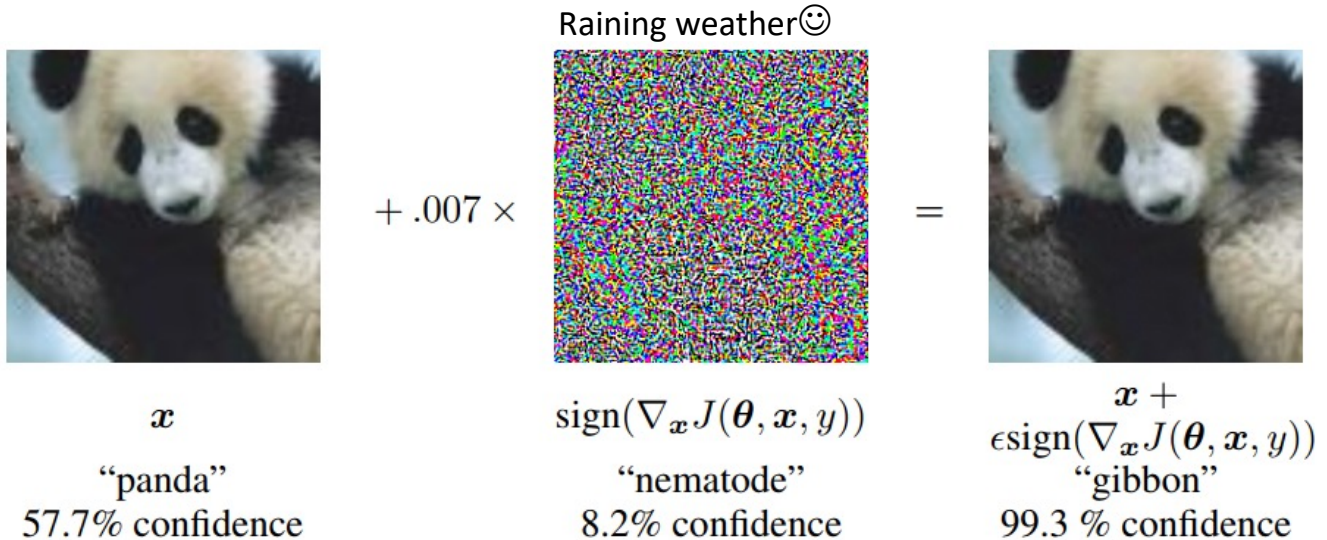 Raining weather☺
+ .007 ×
=
x
sign(∇ₓJ(θ, x, y))
x +
ϵsign(∇ₓJ(θ, x, y))
“panda”
“nematode”
“gibbon”
57.7% confidence
8.2% confidence
99.3 % confidence